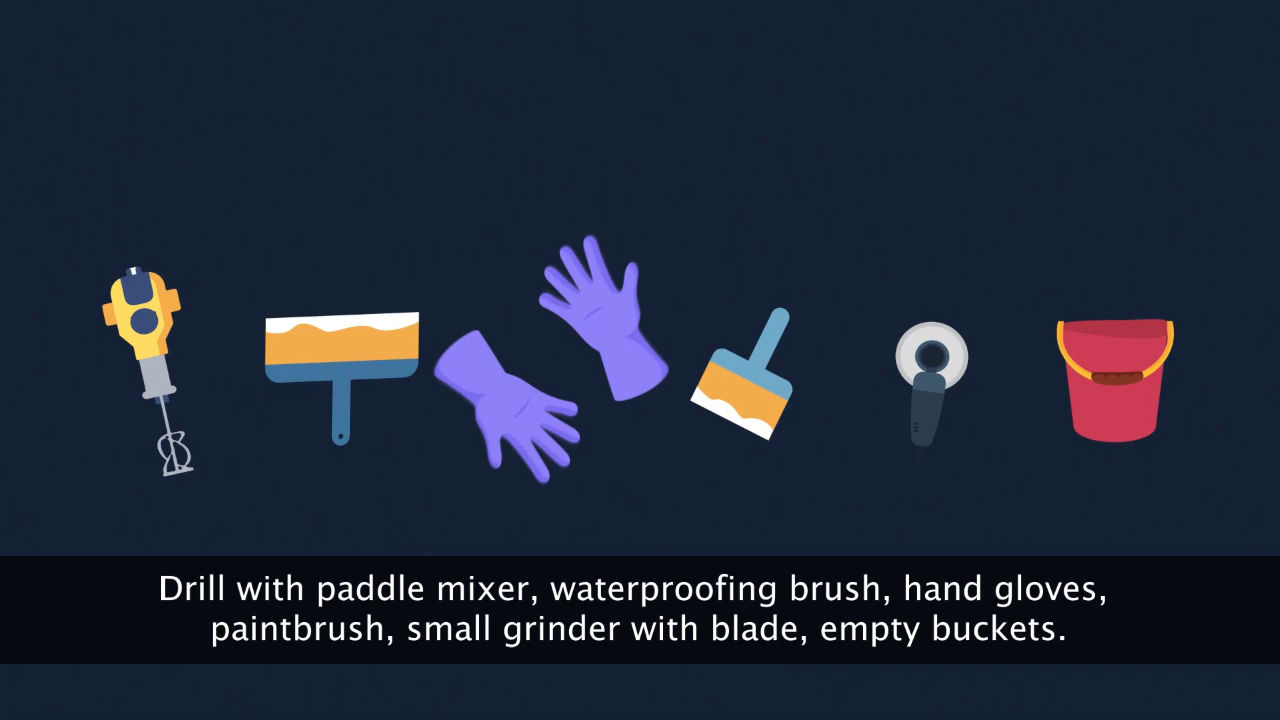 Drill with paddle mixer, waterproofing brush, hand gloves,
paintbrush, small grinder with blade, empty buckets.